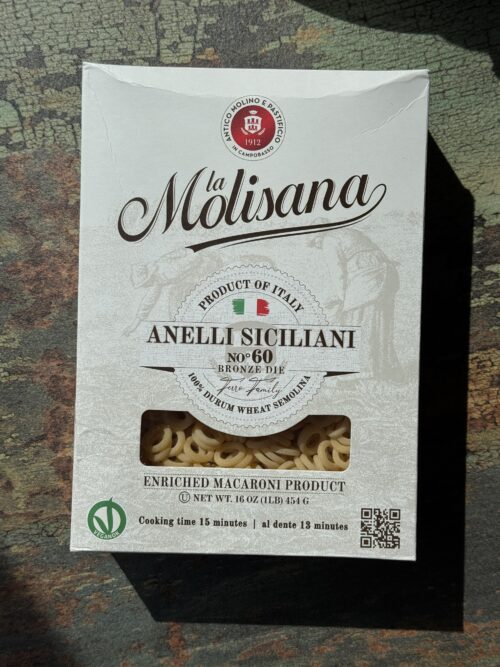 ANTICO MOLINO E PASTIFICIO
IN CAMPOBASSO
1912
la
Molisana
PRODUCT OF ITALY
ANELLI SICILIANI
NO° 60
BRONZE DIE
Ferro Family
100% DURUM WHEAT SEMOLINA
ENRICHED MACARONI PRODUCT
U NET WT. 16 OZ (1LB) 454 G
VEGANOK
Cooking time 15 minutes | al dente 13 minutes